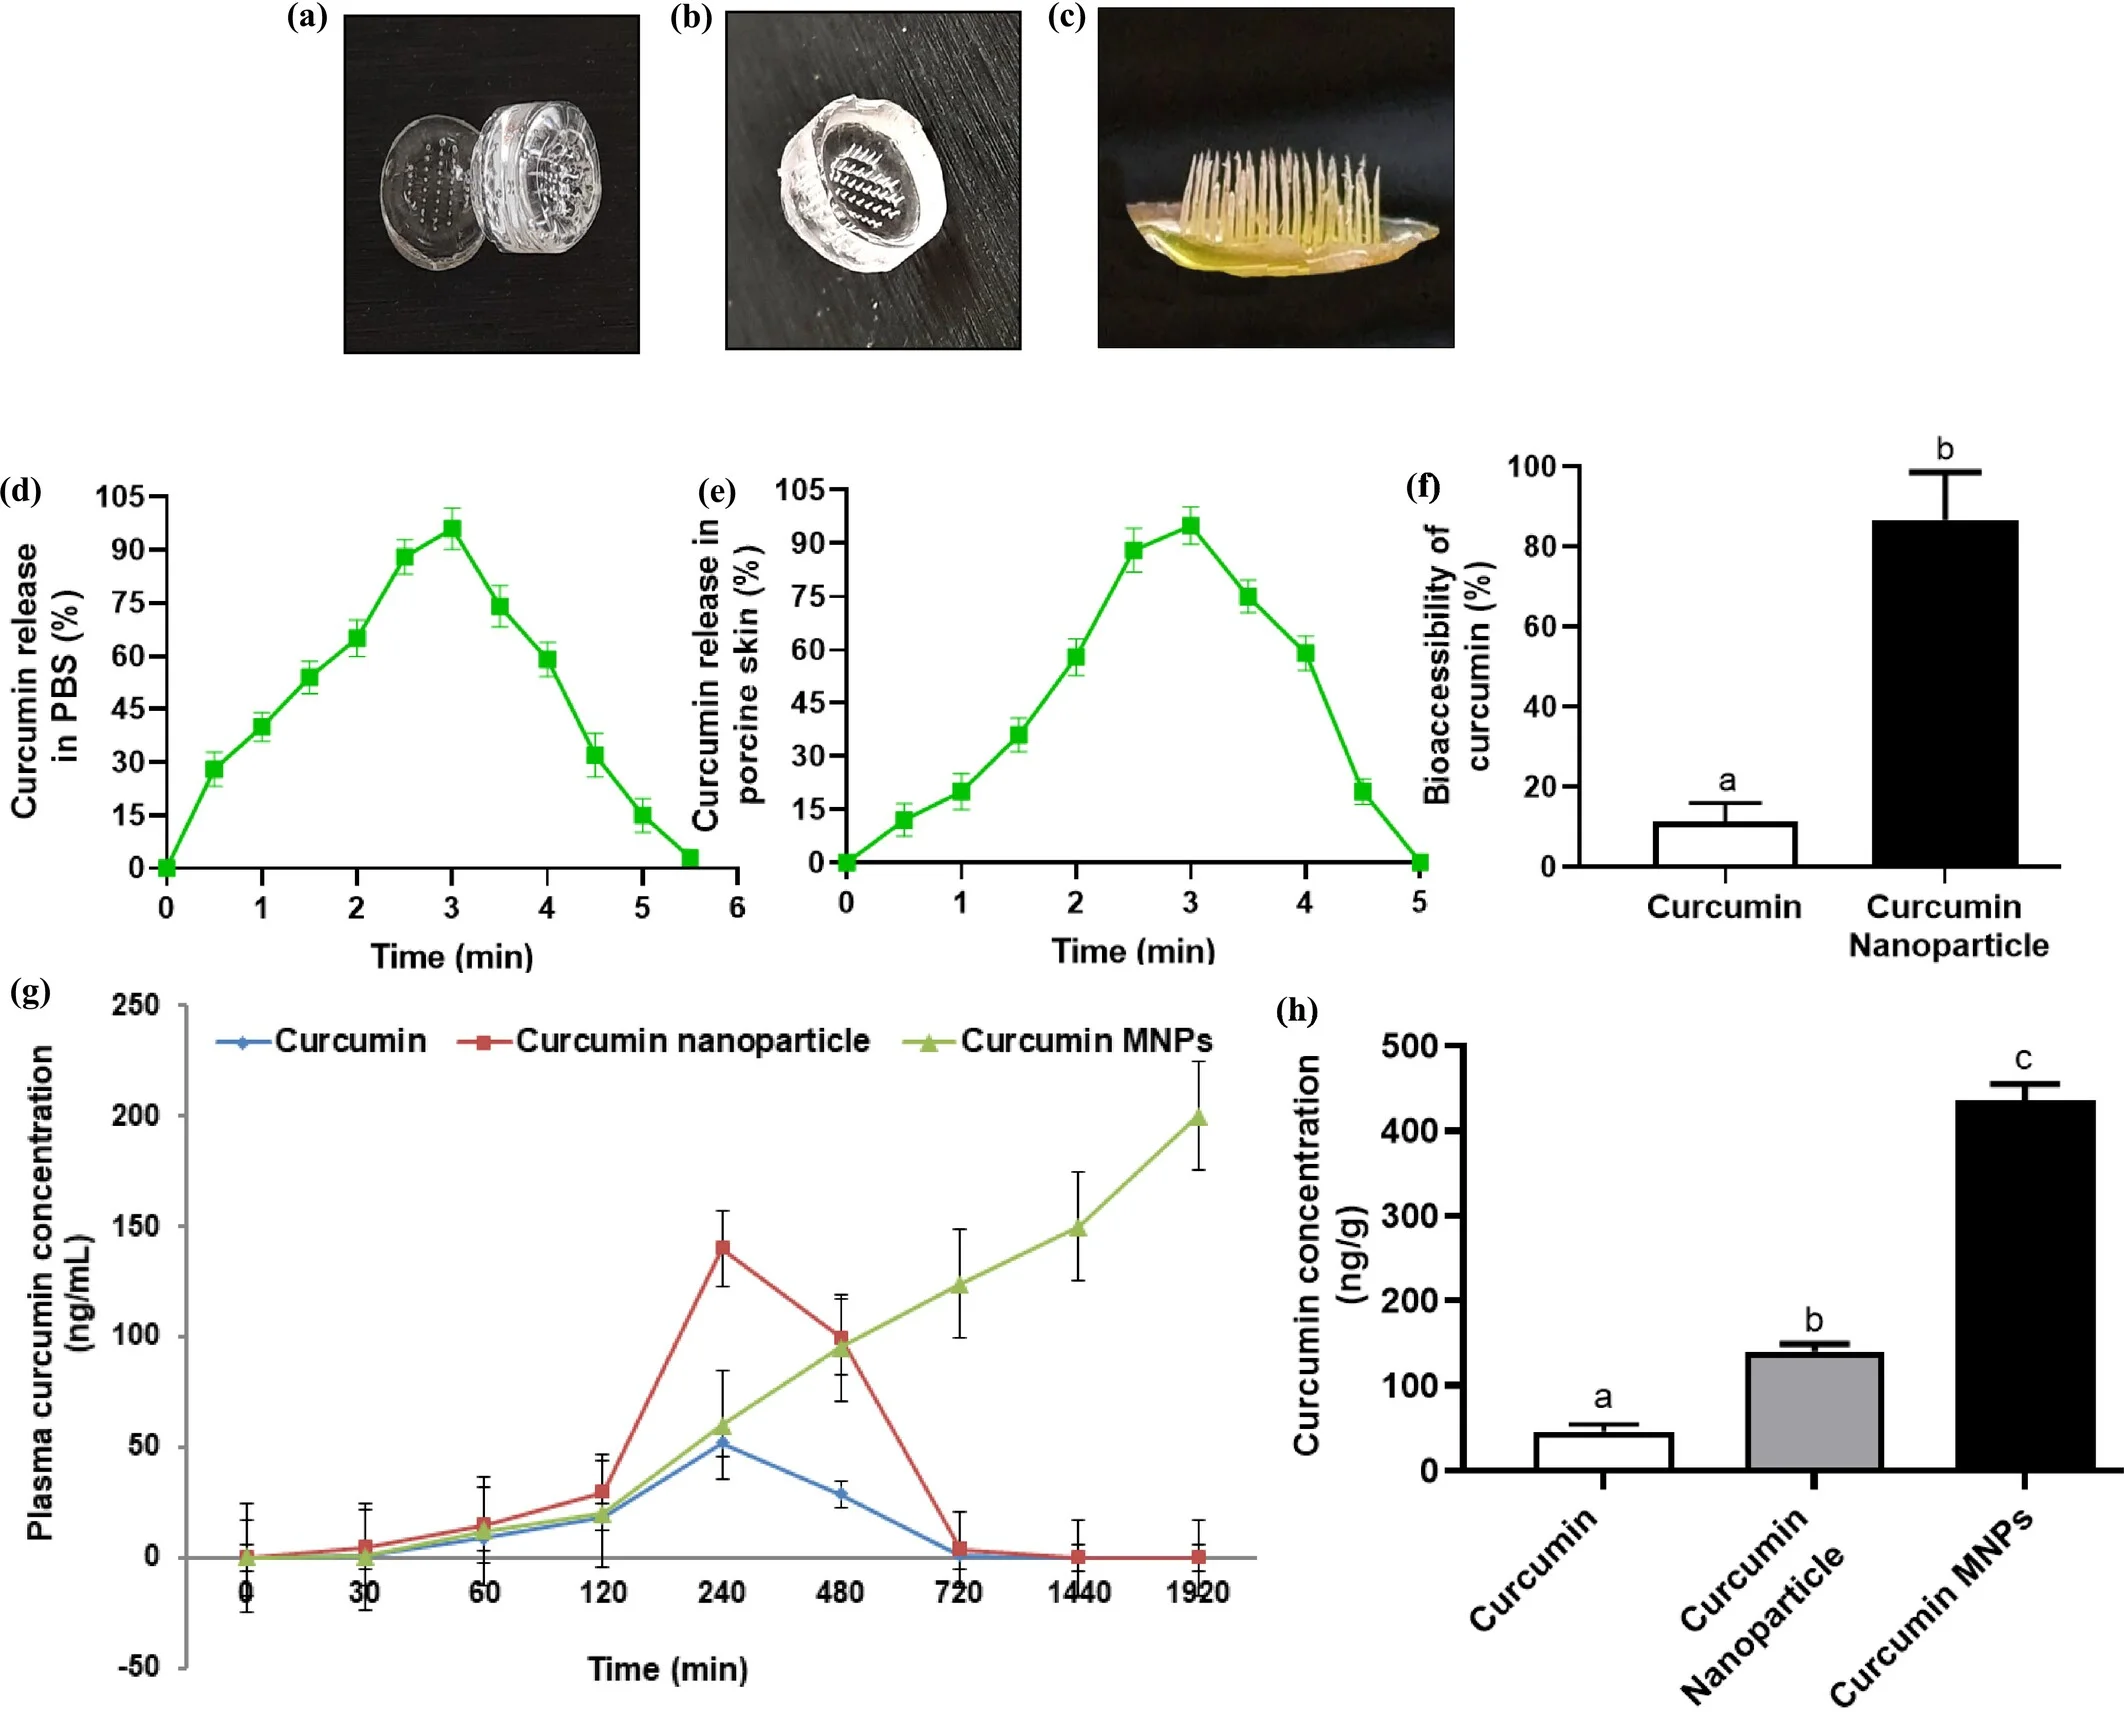 (a)
(b)
(c)
(d)
Curcumin release
in PBS (%)
105
90
75
60
45
30
15
0
0 1 2 3 4 5 6
Time (min)
(e)
Curcumin release in
porcine skin (%)
105
90
75
60
45
30
15
0
0 1 2 3 4 5
Time (min)
(f)
Bioaccessibility of
curcumin (%)
100
80
60
40
20
0
a
b
Curcumin
Curcumin
Nanoparticle
(g)
Plasma curcumin concentration
(ng/mL)
250
200
150
100
50
0
-50
Curcumin Curcumin nanoparticle Curcumin MNPs
0 30 60 120 240 480 720 1440 1920
Time (min)
(h)
Curcumin concentration
(ng/g)
500
400
300
200
100
0
a
b
c
Curcumin
Curcumin
Nanoparticle
Curcumin MNPs